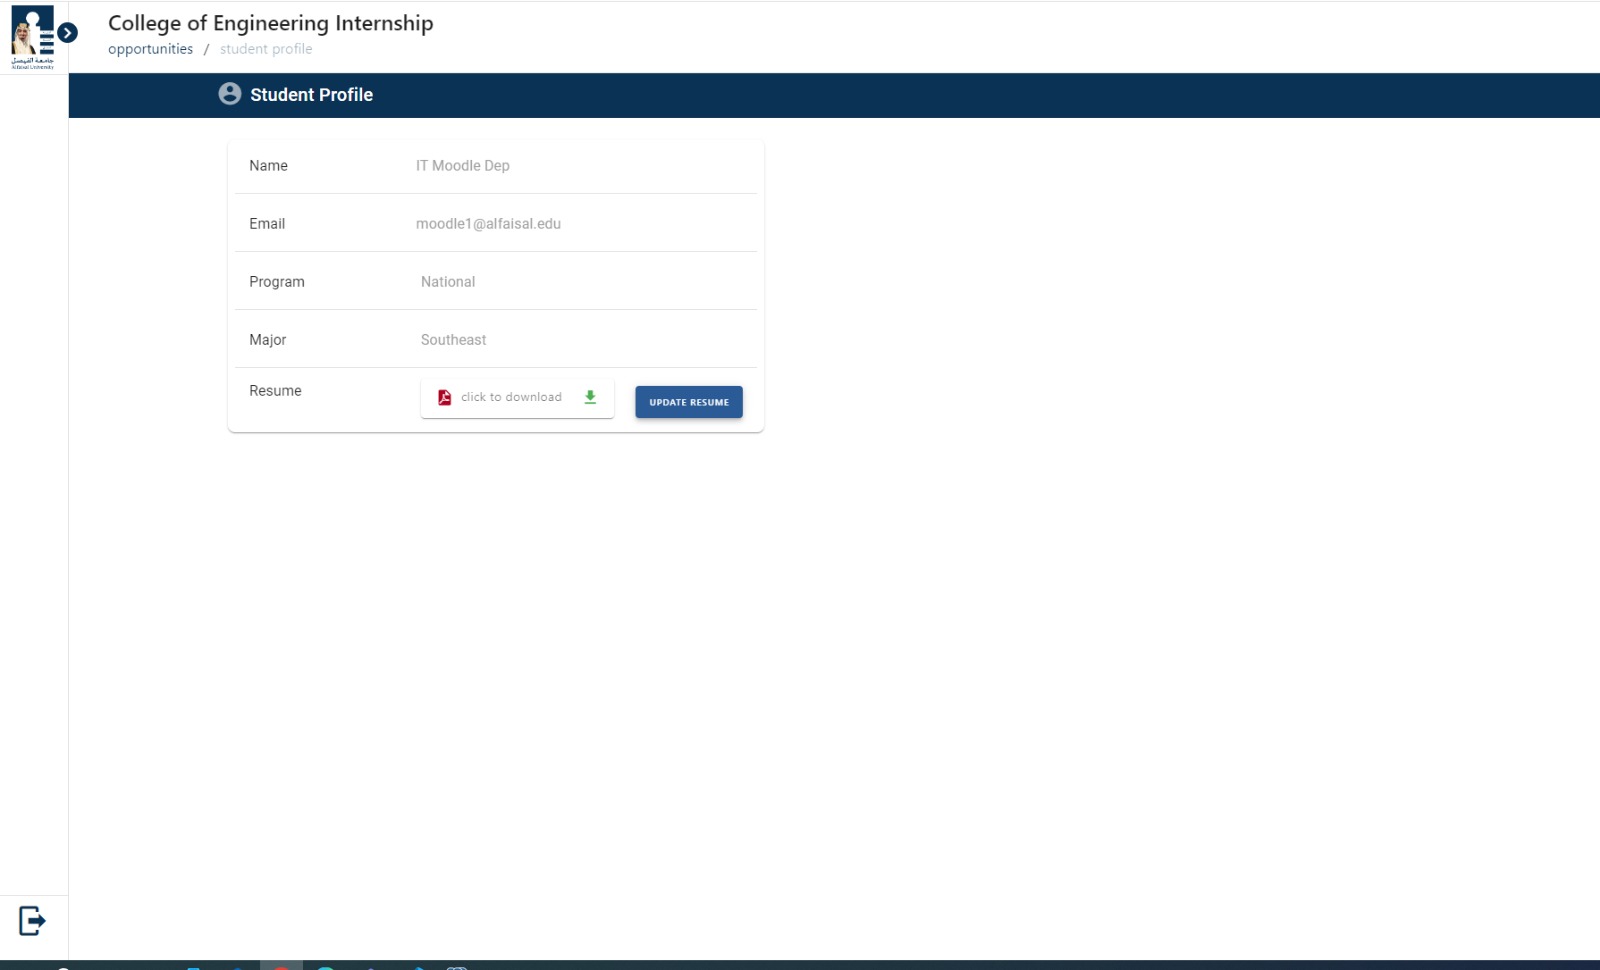 College of Engineering Internship
opportunities / student profile
جامعة الفيصل
Alfaisal University
Student Profile
Name IT Moodle Dep
Email moodle1@alfaisal.edu
Program National
Major Southeast
Resume click to download UPDATE RESUME